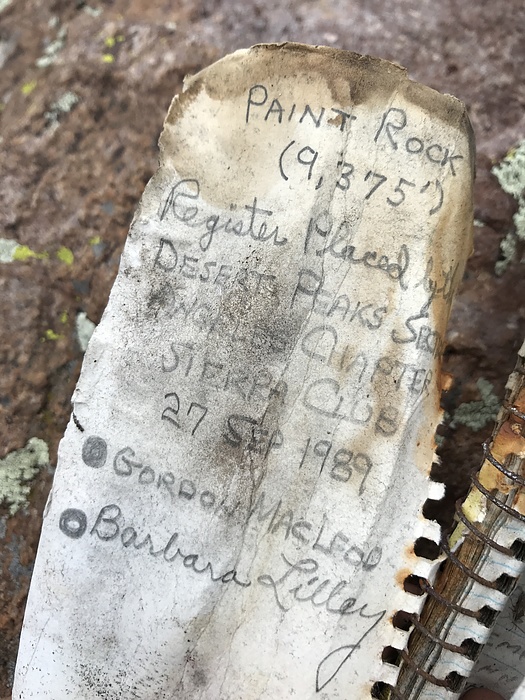 PAINT ROCK
(9,375')
Register Placed by
DESERT PEAKS
ANGELES CHAPTER
SIERRA CLUB
27 SEP 1989
GORDON MACLEOD
Barbara Lilley